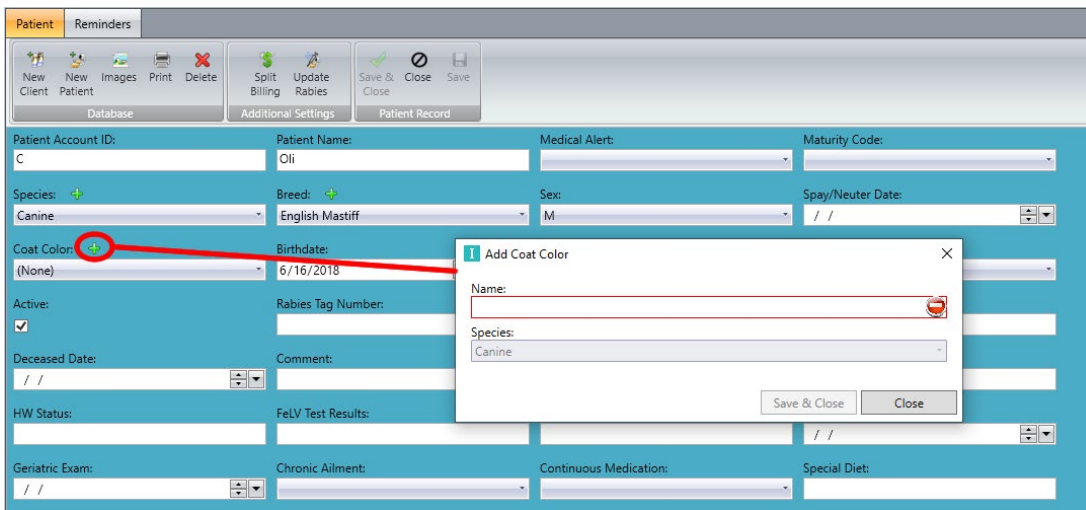 Patient Reminders
New Client New Patient Images Print Delete Split Billing Update Rabies Save & Close Close Save
Database Additional Settings Patient Record
Patient Account ID: Patient Name: Medical Alert: Maturity Code:
C Oli
Species: Breed: Sex: Spay/Neuter Date:
Canine English Mastiff M / /
Coat Color: Birthdate:
(None) 6/16/2018
I Add Coat Color
Name:
Species:
Canine
Save & Close Close
Active: Rabies Tag Number:
Deceased Date: Comment:
/ /
HW Status: FeLV Test Results:
/ /
Geriatric Exam: Chronic Ailment: Continuous Medication: Special Diet:
/ /